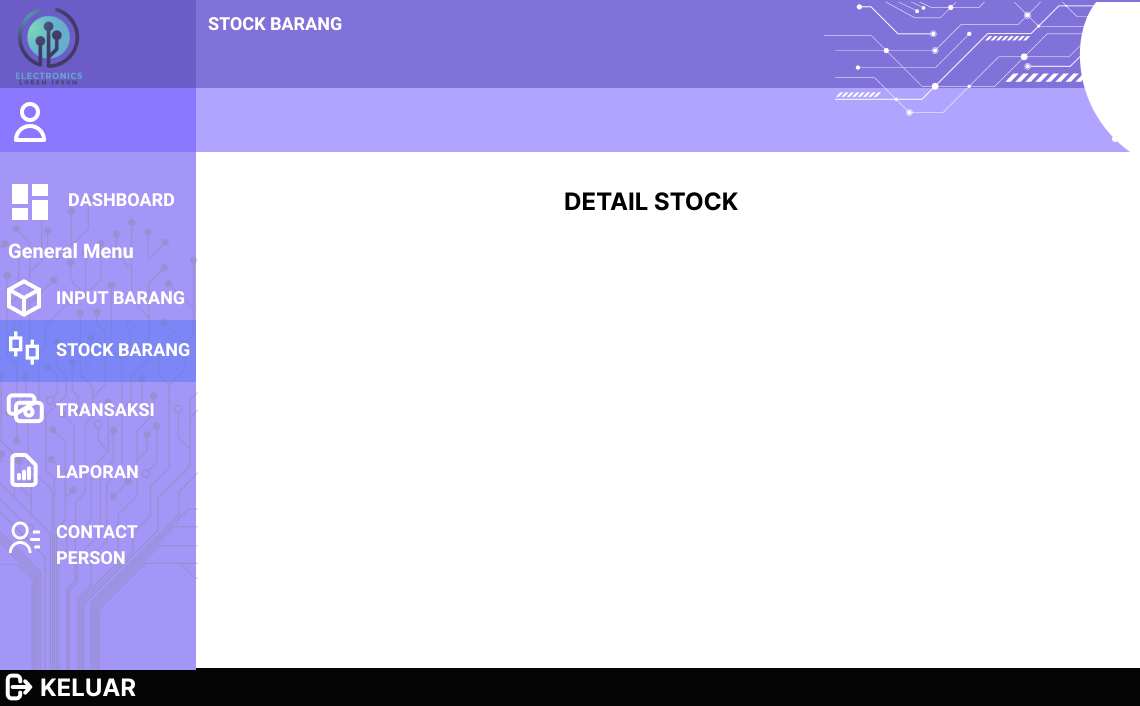 ELECTRONICS
LOREM IPSUM
STOCK BARANG
DASHBOARD
General Menu
INPUT BARANG
STOCK BARANG
TRANSAKSI
LAPORAN
CONTACT
PERSON
DETAIL STOCK
KELUAR